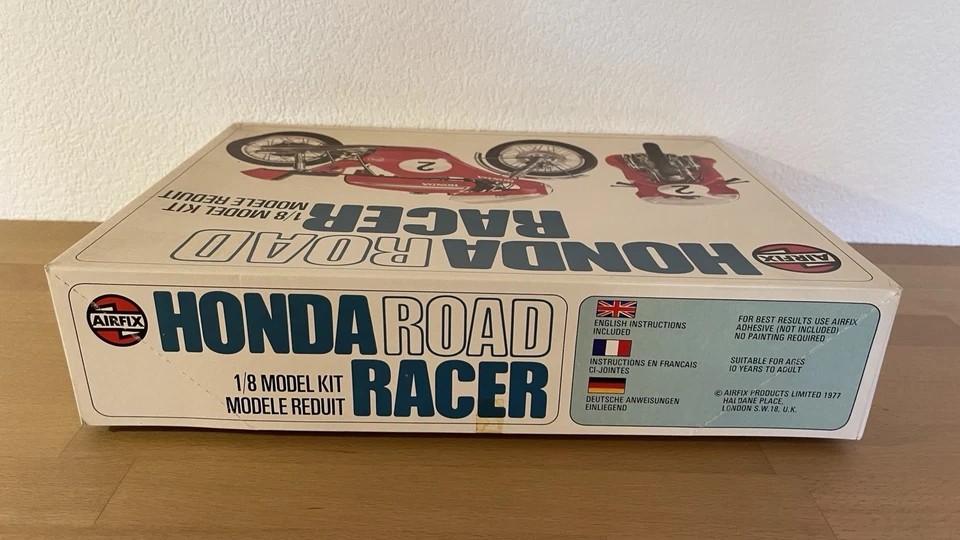 HONDA ROAD
RACER
1/8 MODEL KIT
MODELE REDUIT
AIRFIX
2
HONDA
2
AIRFIX
HONDA ROAD
RACER
1/8 MODEL KIT
MODELE REDUIT
ENGLISH INSTRUCTIONS
INCLUDED
INSTRUCTIONS EN FRANCAIS
CI-JOINTES
DEUTSCHE ANWEISUNGEN
EINLIEGEND
FOR BEST RESULTS USE AIRFIX
ADHESIVE (NOT INCLUDED)
NO PAINTING REQUIRED
SUITABLE FOR AGES
10 YEARS TO ADULT
© AIRFIX PRODUCTS LIMITED 1977
HALDANE PLACE,
LONDON S.W.18, U.K.